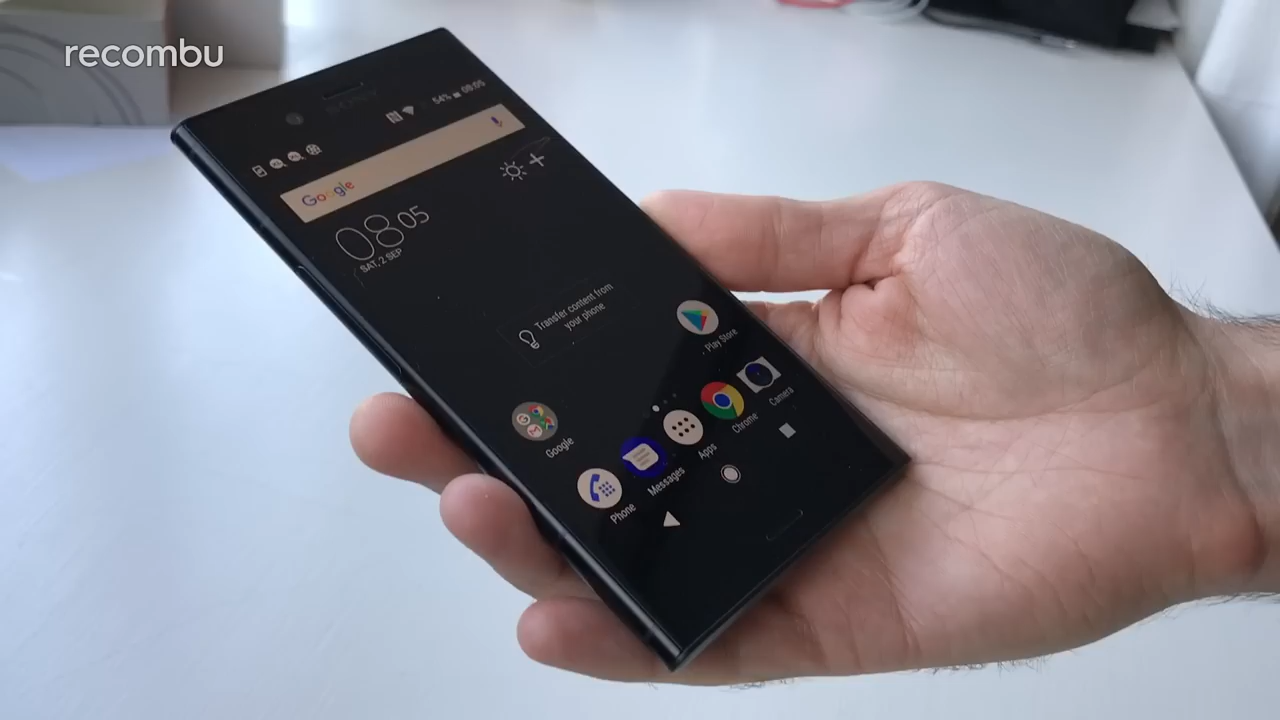 recombu
SONY
54% 08:05
Google
08 05
SAT, 2 SEP
Transfer content from
your phone
Play Store
Google
Camera
Chrome
Apps
Messages
Phone